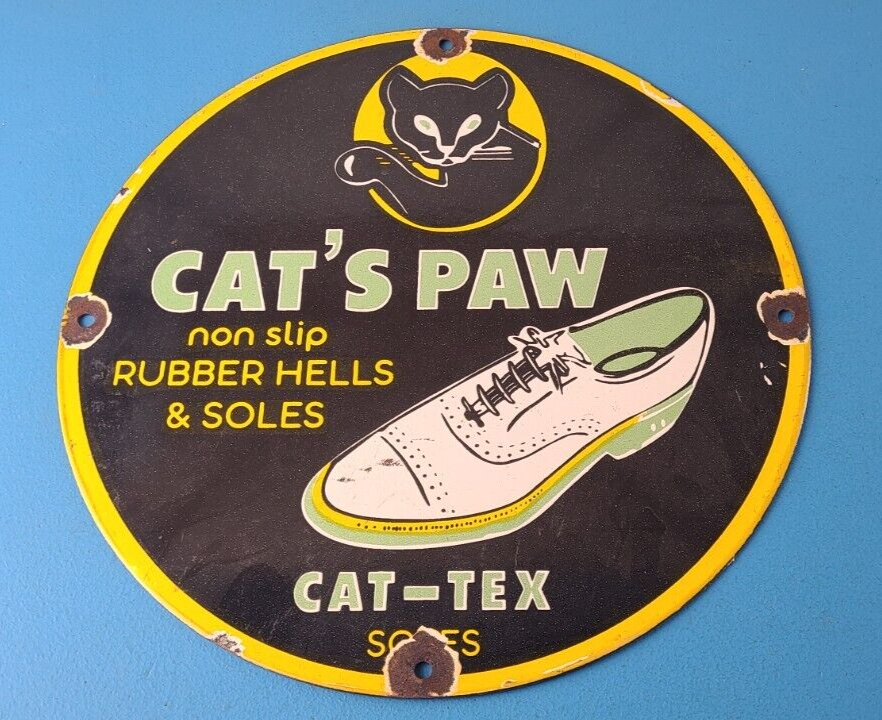 CAT'S PAW
non slip
RUBBER HELLS
& SOLES
CAT-TEX
SOLES